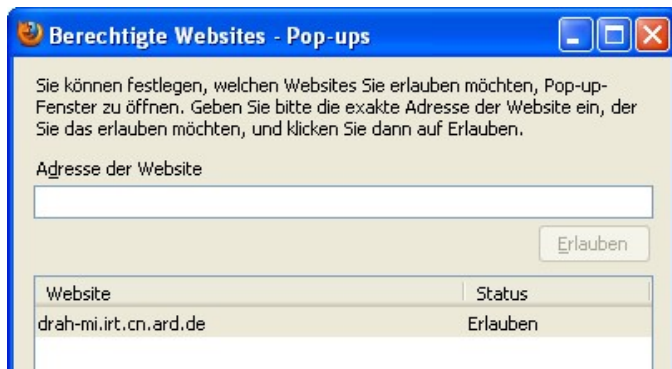 Berechtigte Websites - Pop-ups
Sie können festlegen, welchen Websites Sie erlauben möchten, Pop-up-
Fenster zu öffnen. Geben Sie bitte die exakte Adresse der Website ein, der
Sie das erlauben möchten, und klicken Sie dann auf Erlauben.
Adresse der Website
Erlauben
Website Status
drah-mi.irt.cn.ard.de Erlauben